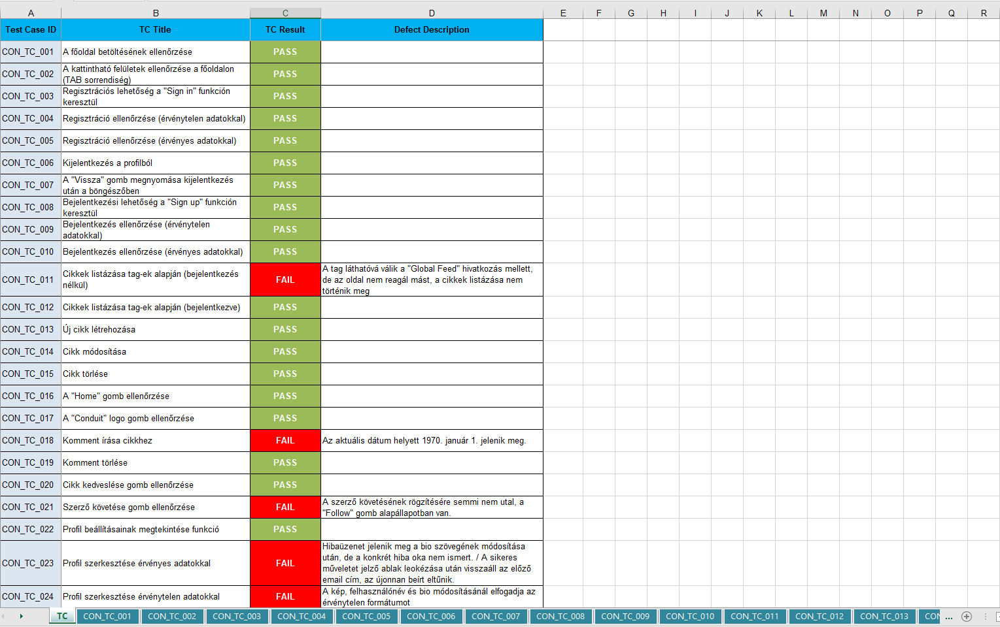 A B C D E F G H I J K L M N O P Q R
Test Case ID TC Title TC Result Defect Description
CON_TC_001 A főoldal betöltésének ellenőrzése PASS
CON_TC_002 A kattintható felületek ellenőrzése a főoldalon
(TAB sorrendiség) PASS
CON_TC_003 Regisztrációs lehetőség a "Sign in" funkción
keresztül PASS
CON_TC_004 Regisztráció ellenőrzése (érvénytelen adatokkal) PASS
CON_TC_005 Regisztráció ellenőrzése (érvényes adatokkal) PASS
CON_TC_006 Kijelentkezés a profilból PASS
CON_TC_007 A "Vissza" gomb megnyomása kijelentkezés
után a böngészőben PASS
CON_TC_008 Bejelentkezési lehetőség a "Sign up" funkción
keresztül PASS
CON_TC_009 Bejelentkezés ellenőrzése (érvénytelen
adatokkal) PASS
CON_TC_010 Bejelentkezés ellenőrzése (érvényes adatokkal) PASS
CON_TC_011 Cikkek listázása tag-ek alapján (bejelentkezés
nélkül) FAIL A tag láthatóvá válik a "Global Feed" hivatkozás mellett,
de az oldal nem reagál mást, a cikkek listázása nem
történik meg
CON_TC_012 Cikkek listázása tag-ek alapján (bejelentkezve) PASS
CON_TC_013 Új cikk létrehozása PASS
CON_TC_014 Cikk módosítása PASS
CON_TC_015 Cikk törlése PASS
CON_TC_016 A "Home" gomb ellenőrzése PASS
CON_TC_017 A "Conduit" logo gomb ellenőrzése PASS
CON_TC_018 Komment írása cikkhez FAIL Az aktuális dátum helyett 1970. január 1. jelenik meg.
CON_TC_019 Komment törlése PASS
CON_TC_020 Cikk kedveslése gomb ellenőrzése PASS
CON_TC_021 Szerző követése gomb ellenőrzése FAIL A szerző követésének rögzítésére semmi nem utal, a
"Follow" gomb alapállapotban van.
CON_TC_022 Profil beállításainak megtekintése funkció PASS
CON_TC_023 Profil szerkesztése érvényes adatokkal FAIL Hibaüzenet jelenik meg a bio szövegének módosítása
után, de a konkrét hiba oka nem ismert. / A sikeres
műveletet jelző ablak leokézása után visszaáll az előző
email cím, az újonnan beírt eltűnik.
CON_TC_024 Profil szerkesztése érvénytelen adatokkal FAIL A kép, felhasználónév és bio módosításánál elfogadja az
érvénytelen formátumot
TC CON_TC_001 CON_TC_002 CON_TC_003 CON_TC_004 CON_TC_005 CON_TC_006 CON_TC_007 CON_TC_008 CON_TC_009 CON_TC_010 CON_TC_011 CON_TC_012 CON_TC_013 ...